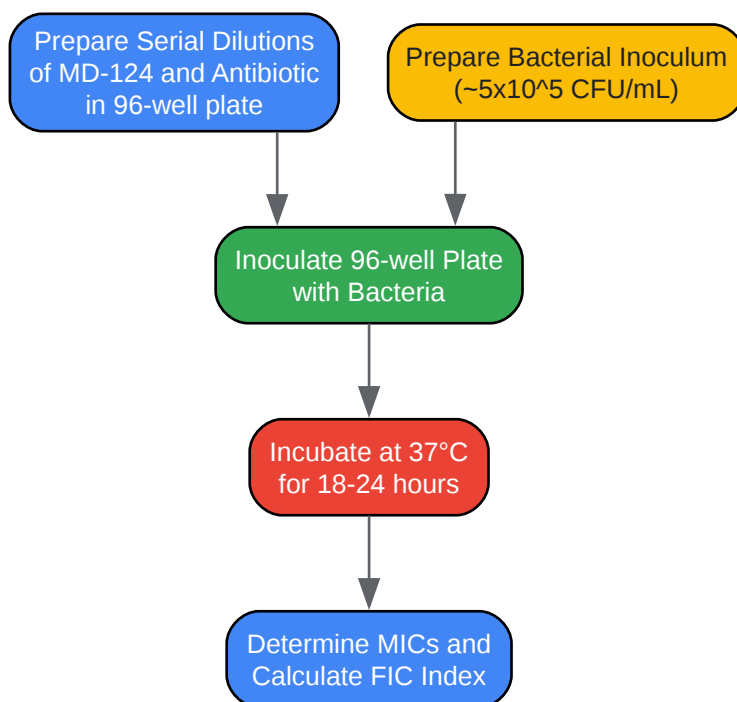 Prepare Serial Dilutions
of MD-124 and Antibiotic
in 96-well plate
Prepare Bacterial Inoculum
(~5x10^5 CFU/mL)
Inoculate 96-well Plate
with Bacteria
Incubate at 37°C
for 18-24 hours
Determine MICs and
Calculate FIC Index